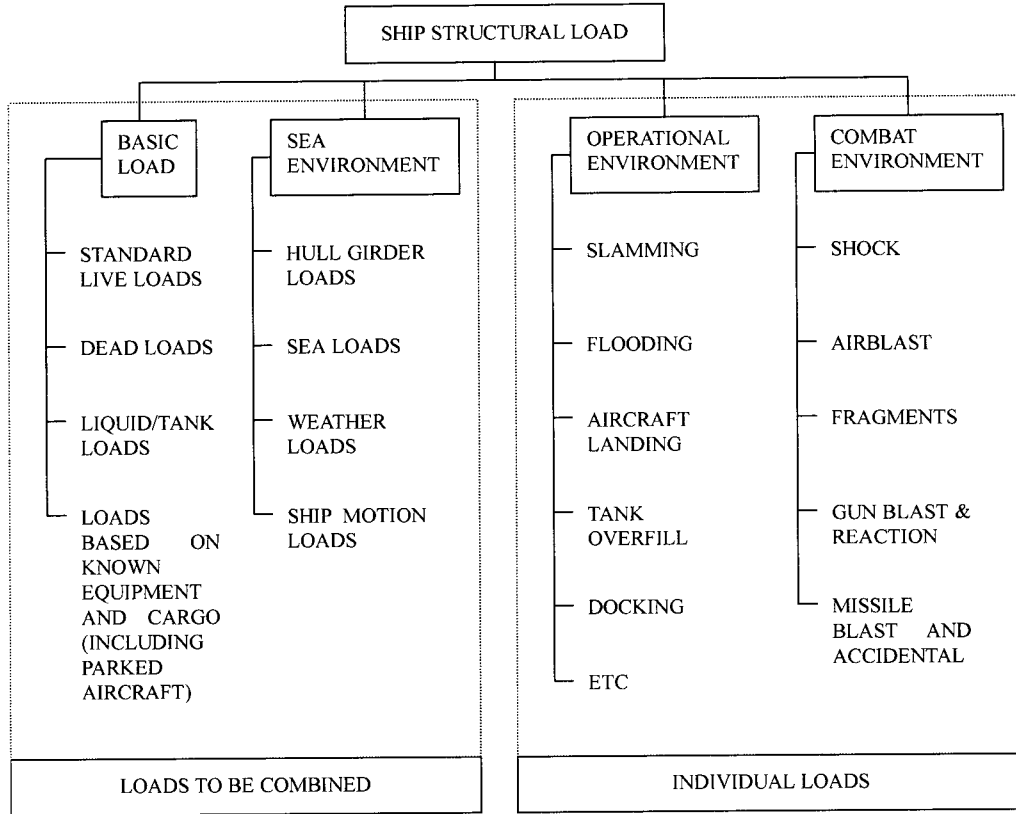 SHIP STRUCTURAL LOAD
BASIC
LOAD
STANDARD
LIVE LOADS
DEAD LOADS
LIQUID/TANK
LOADS
LOADS
BASED ON
KNOWN
EQUIPMENT
AND CARGO
(INCLUDING
PARKED
AIRCRAFT)
SEA
ENVIRONMENT
HULL GIRDER
LOADS
SEA LOADS
WEATHER
LOADS
SHIP MOTION
LOADS
LOADS TO BE COMBINED
OPERATIONAL
ENVIRONMENT
SLAMMING
FLOODING
AIRCRAFT
LANDING
TANK
OVERFILL
DOCKING
ETC
COMBAT
ENVIRONMENT
SHOCK
AIRBLAST
FRAGMENTS
GUN BLAST &
REACTION
MISSILE
BLAST AND
ACCIDENTAL
INDIVIDUAL LOADS